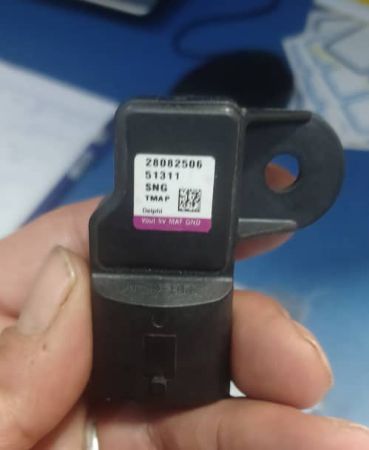 28082506
51311
SNG
TMAP
Delphi
Vout 5V MAT GND